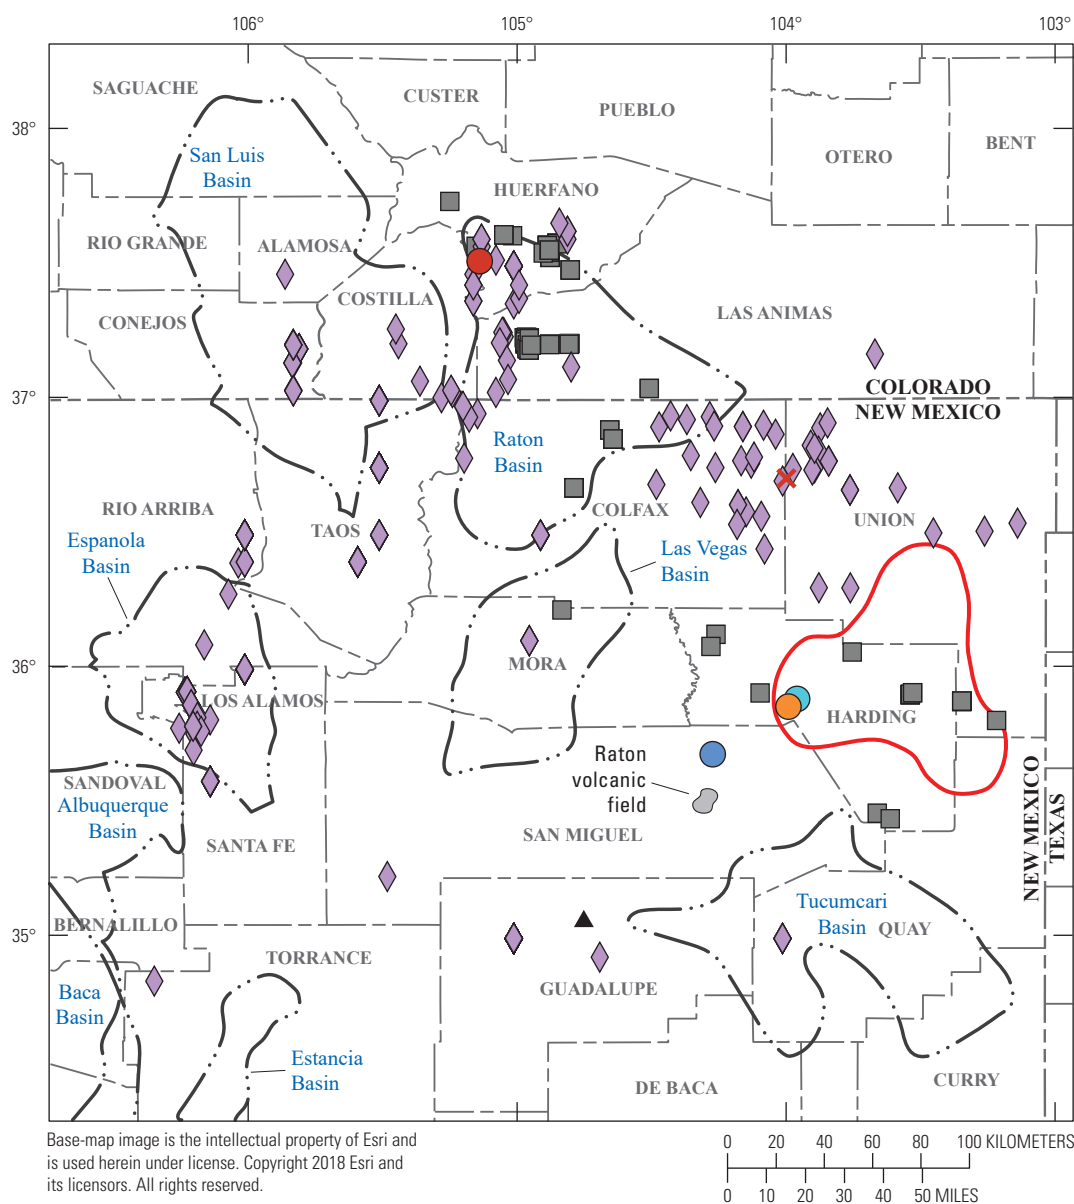 106°
105°
104°
103°
38°
37°
36°
35°
SAGUACHE
CUSTER
PUEBLO
OTERO
BENT
San Luis
Basin
HUERFANO
RIO GRANDE
ALAMOSA
COSTILLA
CONEJOS
LAS ANIMAS
COLORADO
NEW MEXICO
Raton
Basin
RIO ARRIBA
TAOS
COLFAX
UNION
Espanola
Basin
Las Vegas
Basin
MORA
LOS ALAMOS
HARDING
Raton
volcanic
field
SANDOVAL
Albuquerque
Basin
SANTA FE
SAN MIGUEL
NEW MEXICO
TEXAS
Tucumcari
Basin
QUAY
BERNALILLO
TORRANCE
GUADALUPE
Baca
Basin
Estancia
Basin
DE BACA
CURRY
Base-map image is the intellectual property of Esri and
is used herein under license. Copyright 2018 Esri and
its licensors. All rights reserved.
0 20 40 60 80 100 KILOMETERS
0 10 20 30 40 50 MILES